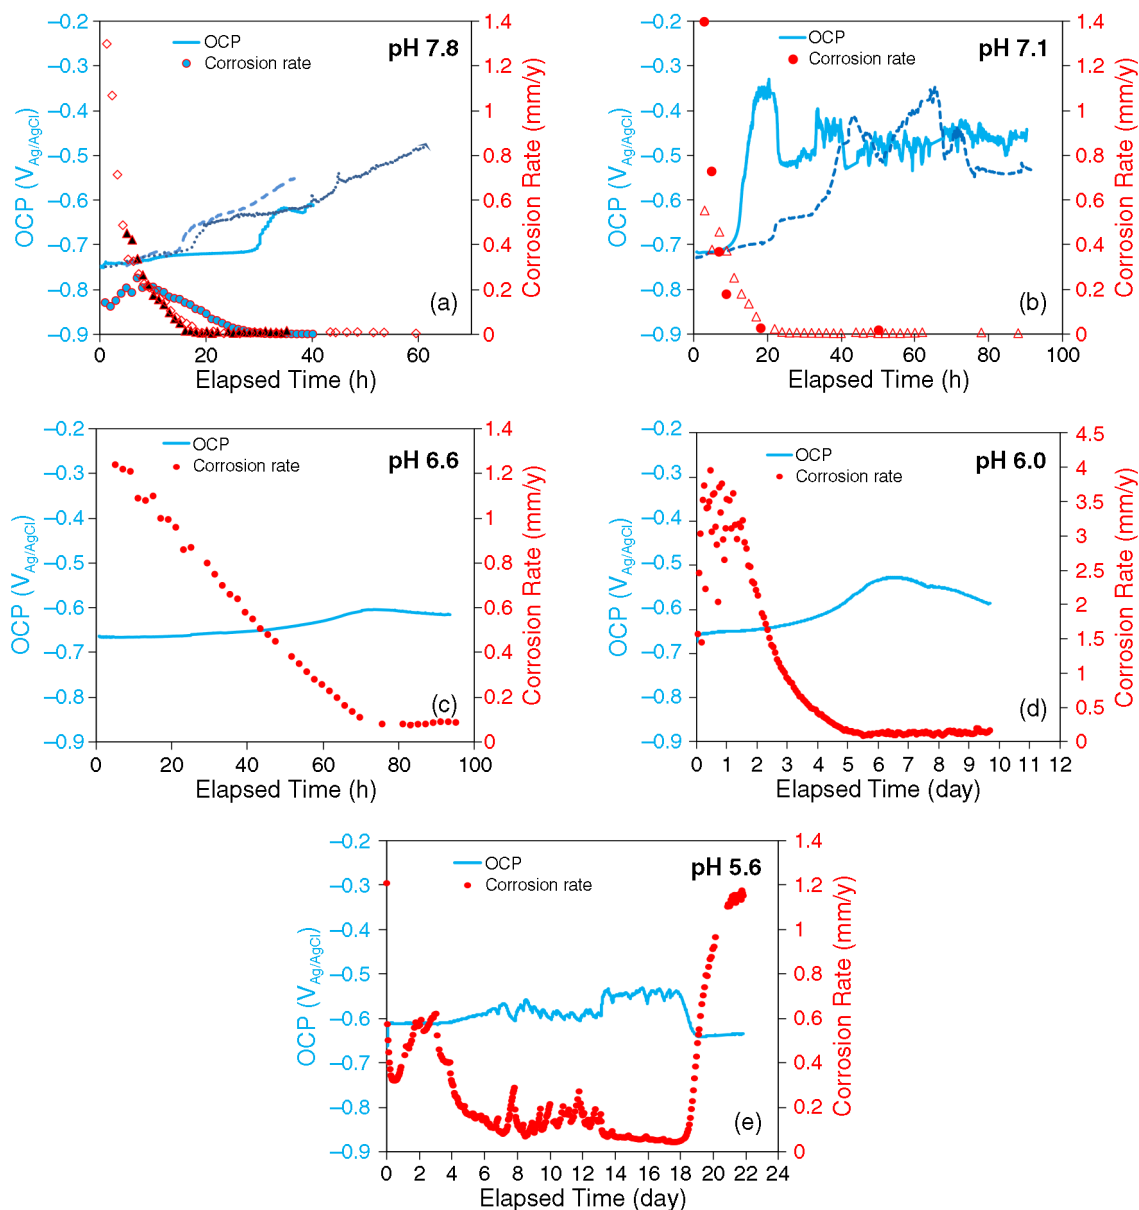 pH 7.8
OCP
Corrosion rate
−0.2
−0.3
−0.4
−0.5
−0.6
−0.7
−0.8
−0.9
OCP (V_Ag/AgCl)
1.4
1.2
1
0.8
0.6
0.4
0.2
0
Corrosion Rate (mm/y)
(a)
0 20 40 60
Elapsed Time (h)
pH 7.1
OCP
Corrosion rate
−0.2
−0.3
−0.4
−0.5
−0.6
−0.7
−0.8
−0.9
OCP (V_Ag/AgCl)
1.4
1.2
1
0.8
0.6
0.4
0.2
0
Corrosion Rate (mm/y)
(b)
0 20 40 60 80 100
Elapsed Time (h)
pH 6.6
OCP
Corrosion rate
−0.2
−0.3
−0.4
−0.5
−0.6
−0.7
−0.8
−0.9
OCP (V_Ag/AgCl)
1.4
1.2
1
0.8
0.6
0.4
0.2
0
Corrosion Rate (mm/y)
(c)
0 20 40 60 80 100
Elapsed Time (h)
pH 6.0
OCP
Corrosion rate
−0.2
−0.3
−0.4
−0.5
−0.6
−0.7
−0.8
−0.9
OCP (V_Ag/AgCl)
4.5
4
3.5
3
2.5
2
1.5
1
0.5
0
Corrosion Rate (mm/y)
(d)
0 1 2 3 4 5 6 7 8 9 10 11 12
Elapsed Time (day)
pH 5.6
OCP
Corrosion rate
−0.2
−0.3
−0.4
−0.5
−0.6
−0.7
−0.8
−0.9
OCP (V_Ag/AgCl)
1.4
1.2
1
0.8
0.6
0.4
0.2
0
Corrosion Rate (mm/y)
(e)
0 2 4 6 8 10 12 14 16 18 20 22 24
Elapsed Time (day)